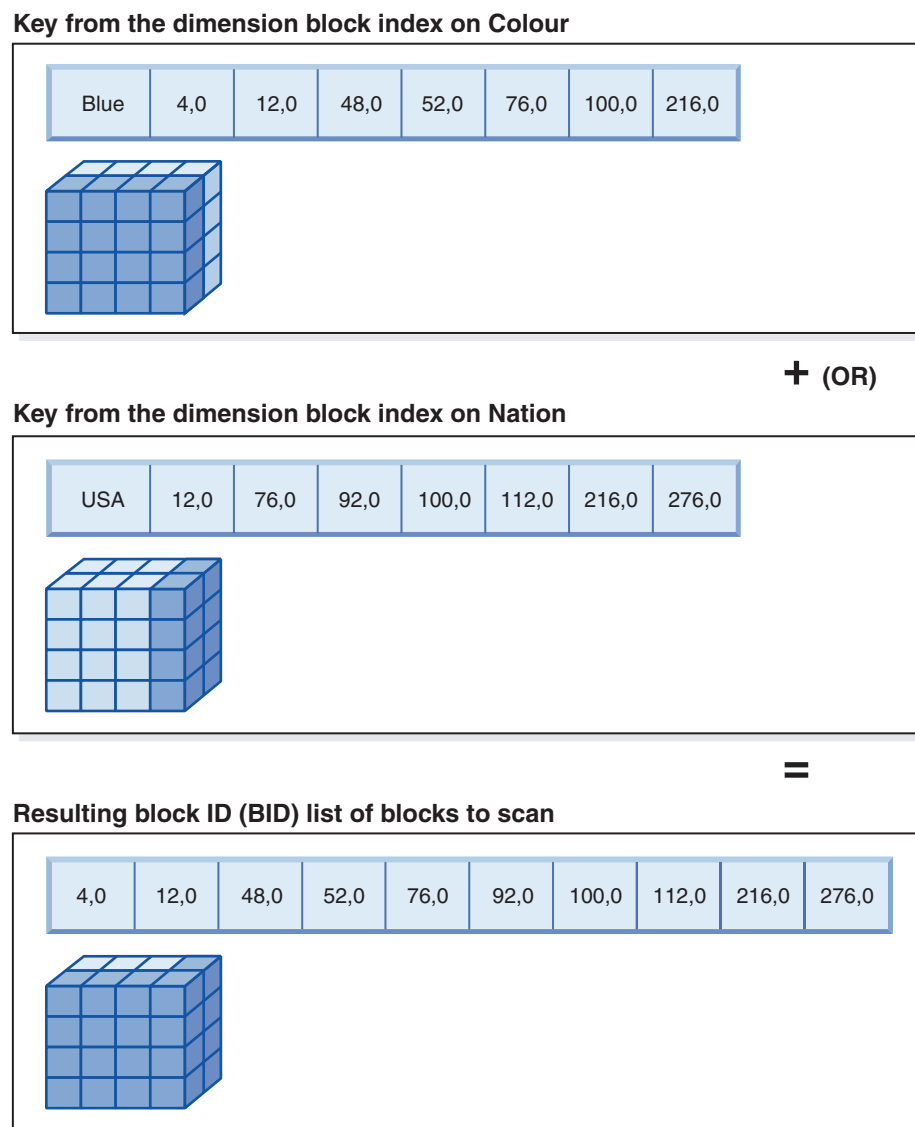 Key from the dimension block index on Colour
Blue 4,0 12,0 48,0 52,0 76,0 100,0 216,0
+ (OR)
Key from the dimension block index on Nation
USA 12,0 76,0 92,0 100,0 112,0 216,0 276,0
=
Resulting block ID (BID) list of blocks to scan
4,0 12,0 48,0 52,0 76,0 92,0 100,0 112,0 216,0 276,0